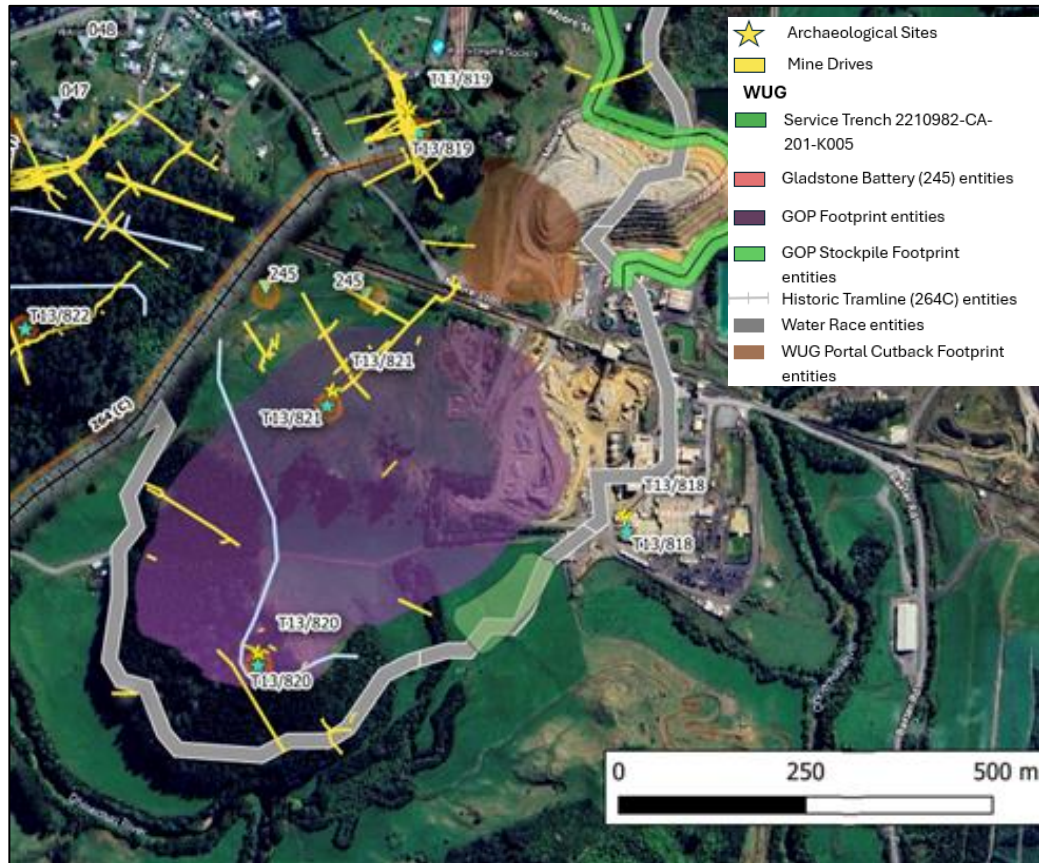 048
047
Moore St
T13/819
T13/819
245
245
T13/822
T13/821
T13/821
264 (C)
T13/818
T13/818
T13/820
T13/820
Archaeological Sites
Mine Drives
WUG
Service Trench 2210982-CA-
201-K005
Gladstone Battery (245) entities
GOP Footprint entities
GOP Stockpile Footprint
entities
Historic Tramline (264C) entities
Water Race entities
WUG Portal Cutback Footprint
entities
0
250
500 m